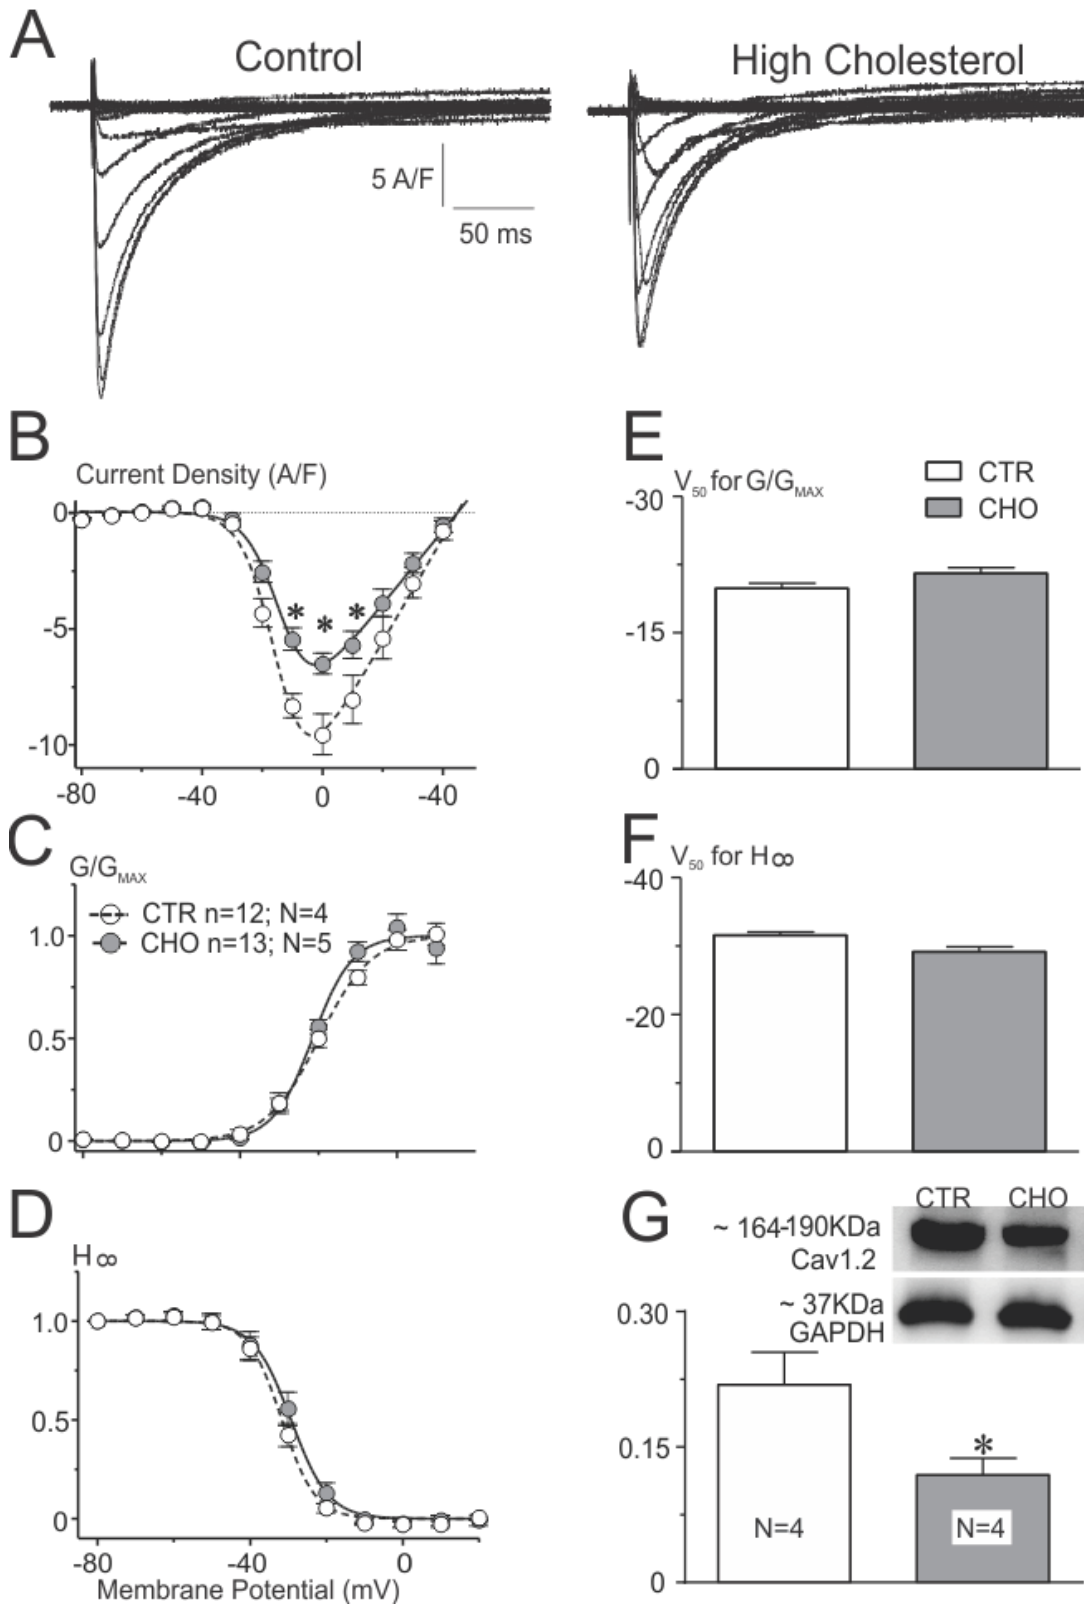 A
Control
High Cholesterol
5 A/F
50 ms
B
Current Density (A/F)
0
-5
-10
* * *
-80
-40
0
-40
C
G/G MAX
CTR n=12; N=4
CHO n=13; N=5
1.0
0.5
0
D
H∞
1.0
0.5
0
-80
-40
0
Membrane Potential (mV)
E
V50 for G/GMAX
CTR
CHO
-30
-15
0
F
V50 for H∞
-40
-20
0
G
CTR CHO
~ 164-190KDa
Cav1.2
~ 37KDa
GAPDH
0.30
0.15
0
*
N=4
N=4